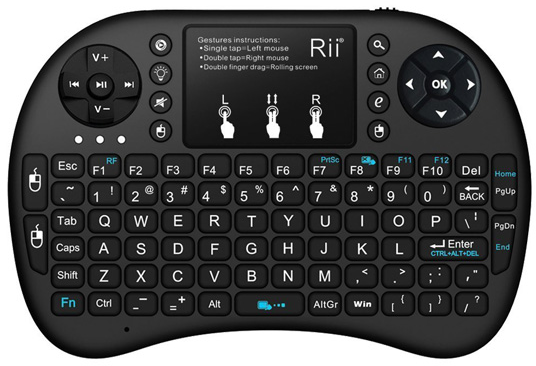 Gestures instructions:
•Single tap=Left mouse
•Double tap=Right mouse
•Double finger drag=Rolling screen
Rii®
L R
V+
V−
OK
e
Esc F1 RF F2 F3 F4 F5 F6 F7 PrtSc F8 F9 F11 F10 F12 Del Home
` ~ 1 ! 2 @ 3 # 4 $ 5 % 6 ^ 7 & 8 * 9 ( 0 ) BACK PgUp
Tab Q W E R T Y U I O P \ ¦ PgDn
Caps A S D F G H J K L Enter End
CTRL+ALT+DEL
Shift Z X C V B N M , < . > ; : , "
Fn Ctrl - _ = + Alt AltGr Win [ { ] } / ?